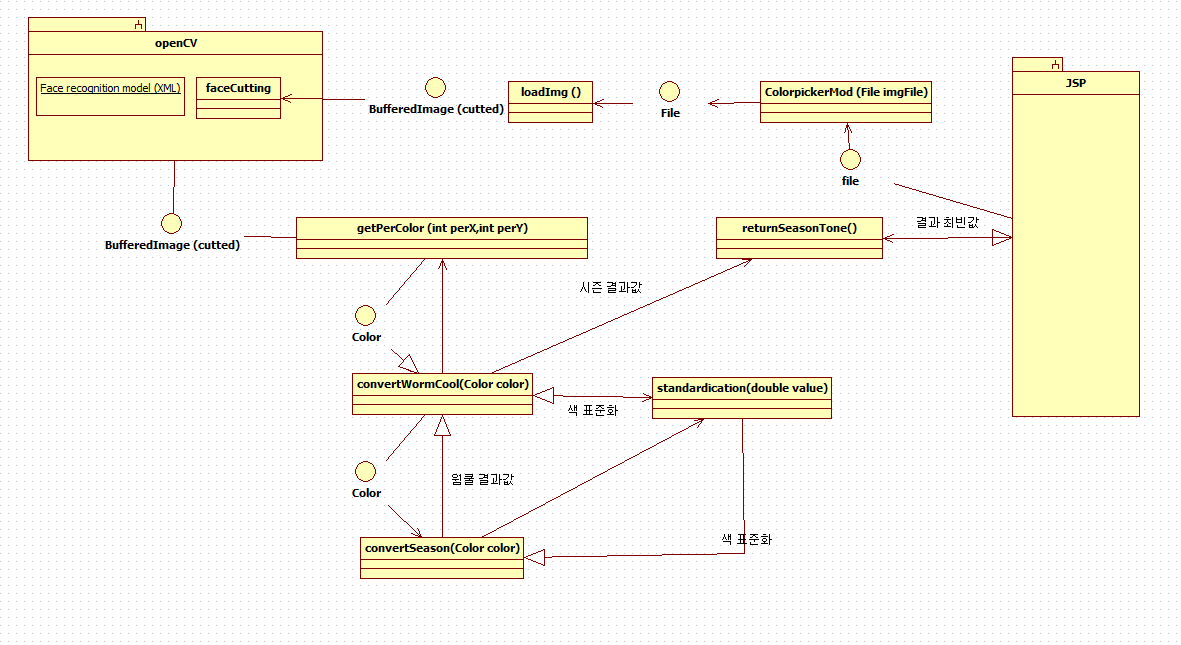 openCV
Face recognition model (XML)
faceCutting
BufferedImage (cutted)
loadImg ()
File
ColorpickerMod (File imgFile)
JSP
file
BufferedImage (cutted)
getPerColor (int perX,int perY)
returnSeasonTone()
결과 최빈값
시즌 결과값
Color
convertWormCool(Color color)
색 표준화
standardication(double value)
Color
웜쿨 결과값
convertSeason(Color color)
색 표준화